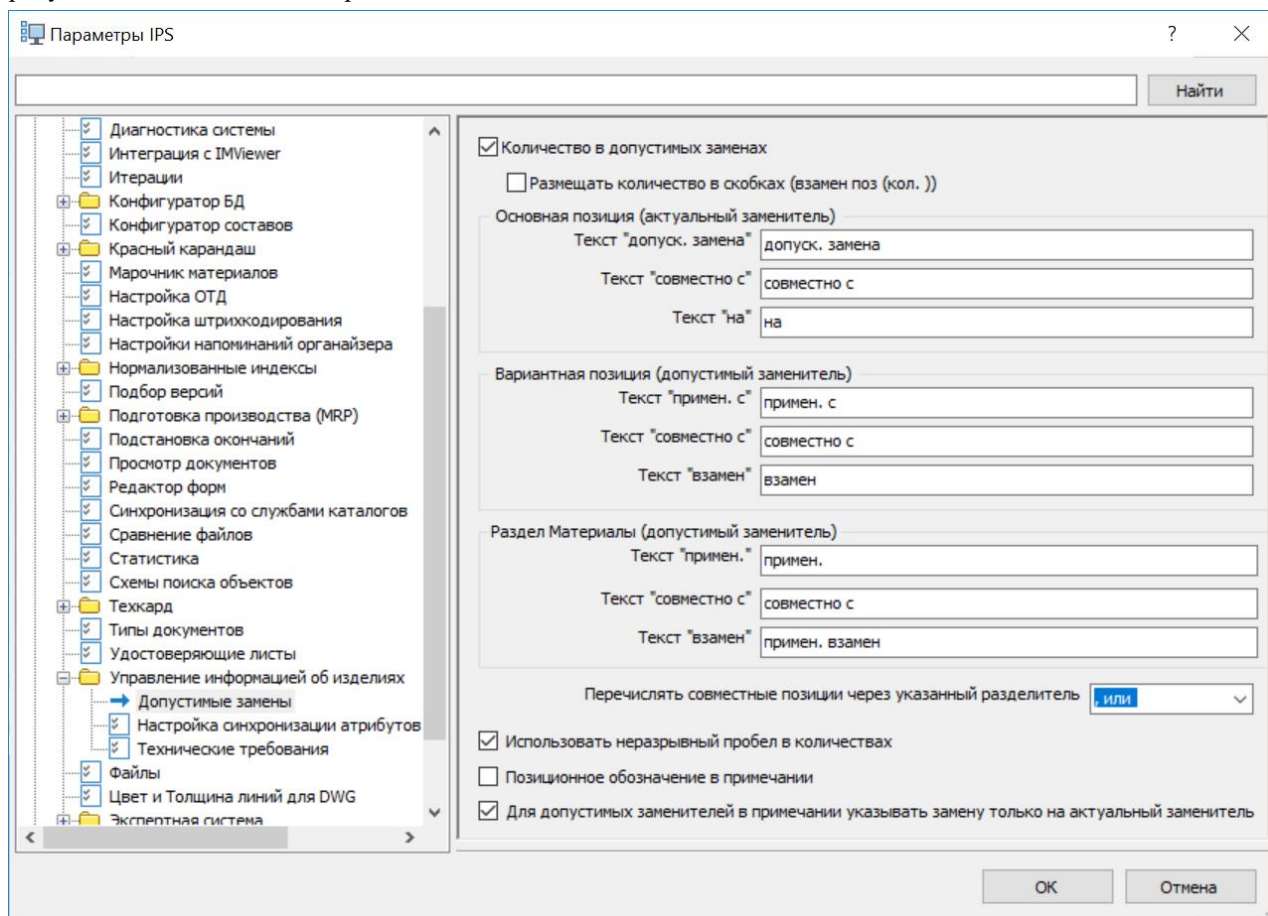 Параметры IPS
?
Найти
Диагностика системы
Интеграция с IMViewer
Итерации
Конфигуратор БД
Конфигуратор составов
Красный карандаш
Марочник материалов
Настройка ОТД
Настройка штрихкодирования
Настройки напоминаний органайзера
Нормализованные индексы
Подбор версий
Подготовка производства (MRP)
Подстановка окончаний
Просмотр документов
Редактор форм
Синхронизация со службами каталогов
Сравнение файлов
Статистика
Схемы поиска объектов
Техкард
Типы документов
Удостоверяющие листы
Управление информацией об изделиях
Допустимые замены
Настройка синхронизации атрибутов
Технические требования
Файлы
Цвет и Толщина линий для DWG
Экспертная система
Количество в допустимых заменах
Размещать количество в скобках (взамен поз (кол. ))
Основная позиция (актуальный заменитель)
Текст "допуск. замена" допуск. замена
Текст "совместно с" совместно с
Текст "на" на
Вариантная позиция (допустимый заменитель)
Текст "примен. с" примен. с
Текст "совместно с" совместно с
Текст "взамен" взамен
Раздел Материалы (допустимый заменитель)
Текст "примен." примен.
Текст "совместно с" совместно с
Текст "взамен" примен. взамен
Перечислять совместные позиции через указанный разделитель , или
Использовать неразрывный пробел в количествах
Позиционное обозначение в примечании
Для допустимых заменителей в примечании указывать замену только на актуальный заменитель
ОК
Отмена